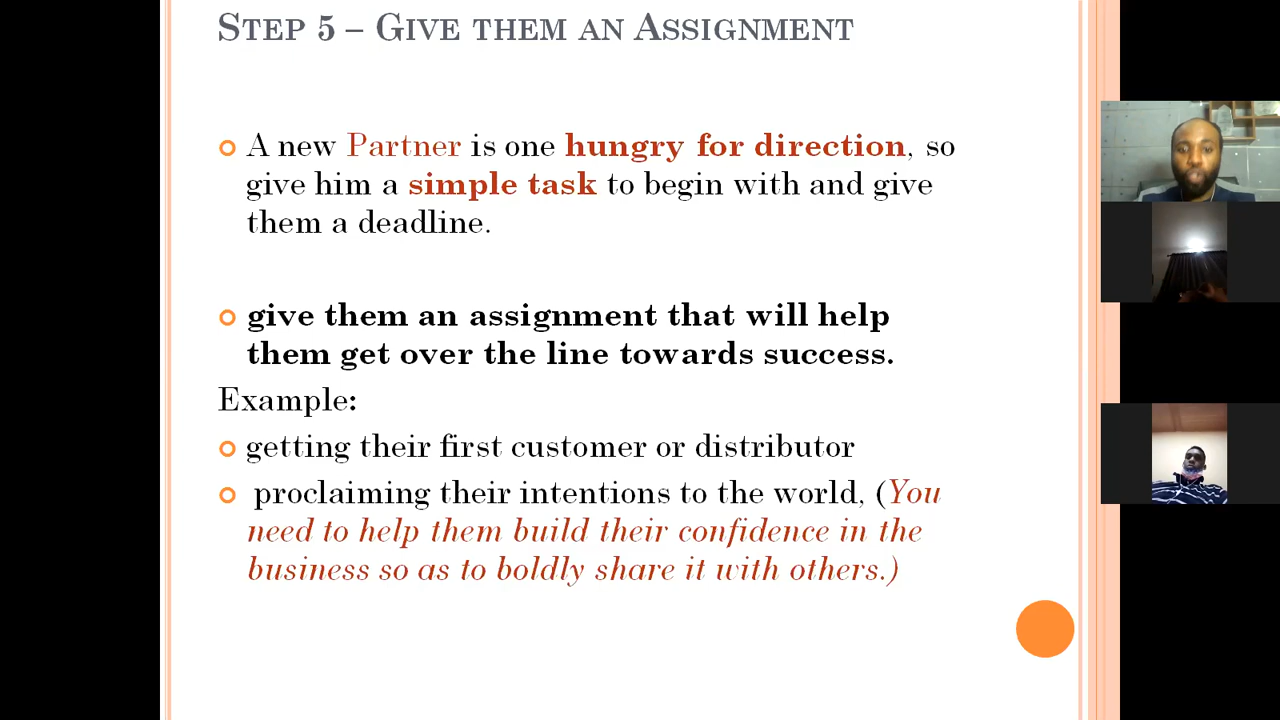 STEP 5 – GIVE THEM AN ASSIGNMENT
A new Partner is one hungry for direction, so
give him a simple task to begin with and give
them a deadline.
give them an assignment that will help
them get over the line towards success.
Example:
getting their first customer or distributor
proclaiming their intentions to the world, (You
need to help them build their confidence in the
business so as to boldly share it with others.)